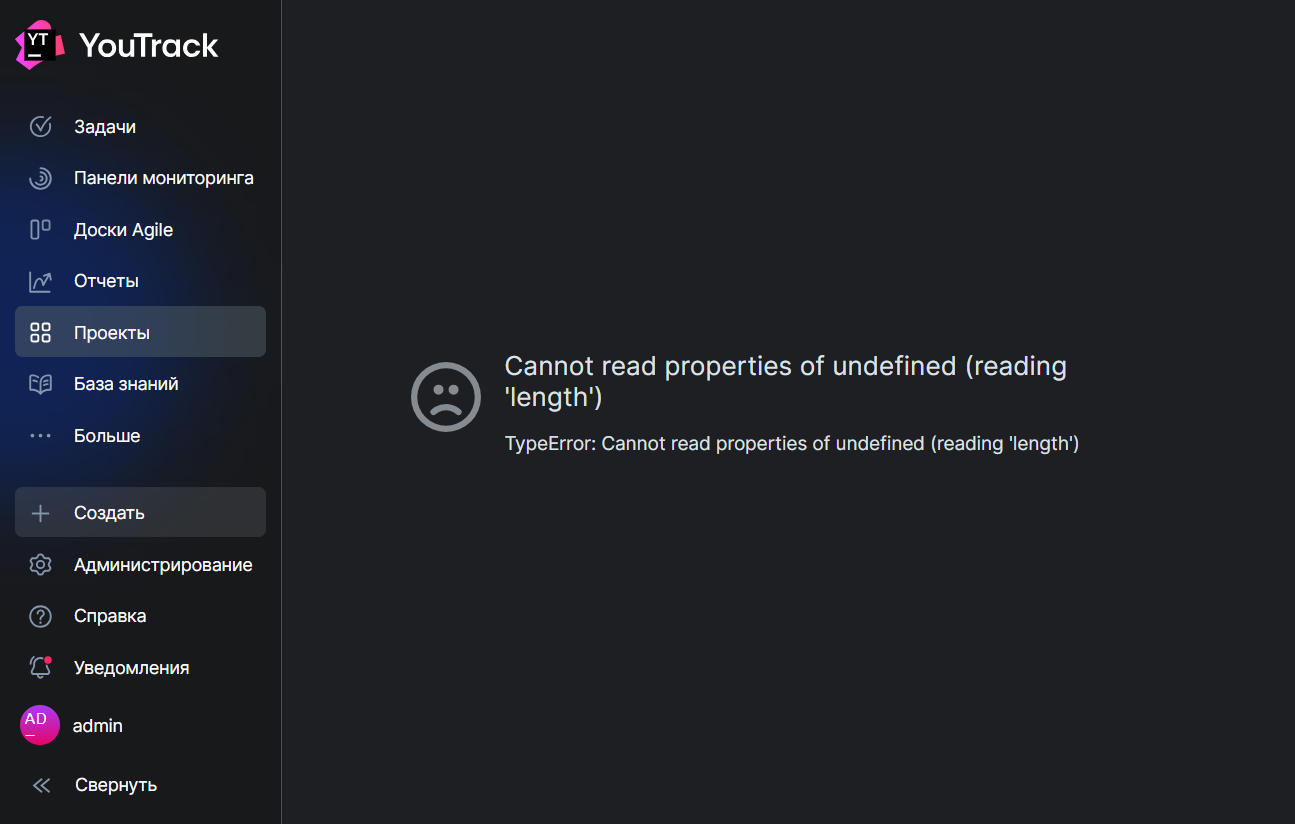 YT
YouTrack
Задачи
Панели мониторинга
Доски Agile
Отчеты
Проекты
База знаний
Больше
Создать
Администрирование
Справка
Уведомления
AD
admin
Свернуть
Cannot read properties of undefined (reading
'length')
TypeError: Cannot read properties of undefined (reading 'length')